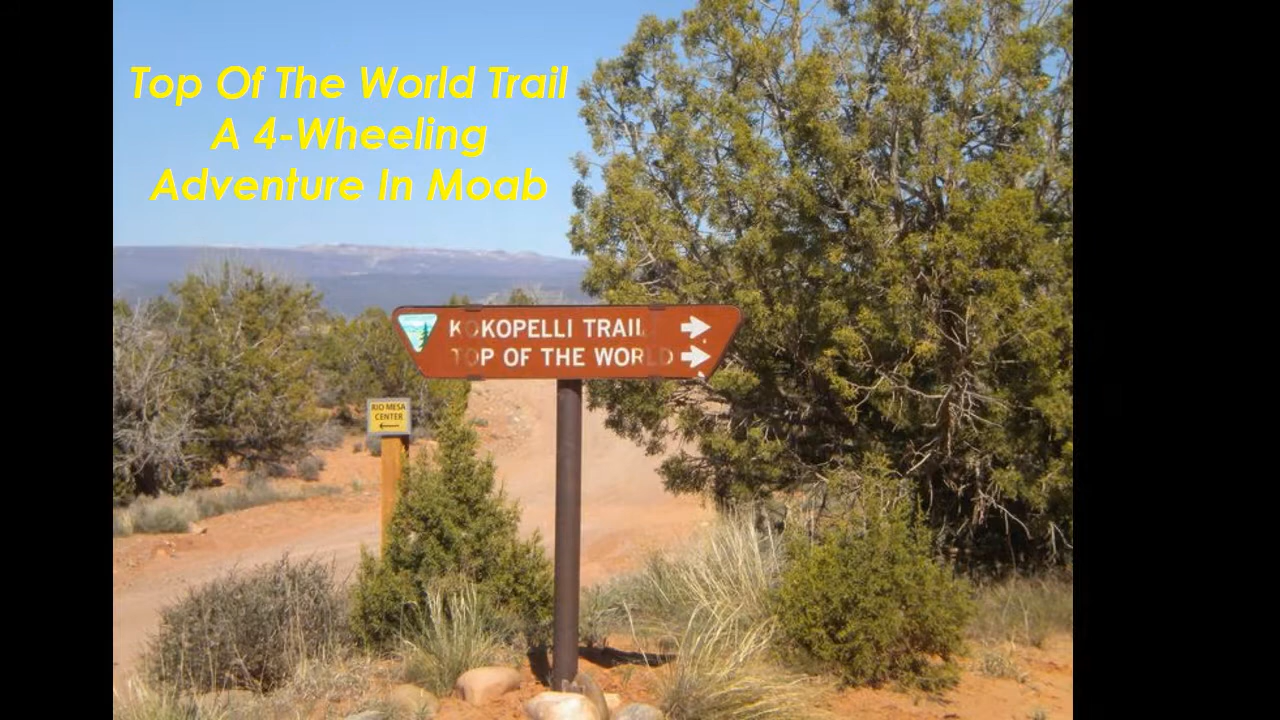 Top Of The World Trail
A 4-Wheeling
Adventure In Moab
KOKOPELLI TRAIL
TOP OF THE WORLD
RIO MESA
CENTER